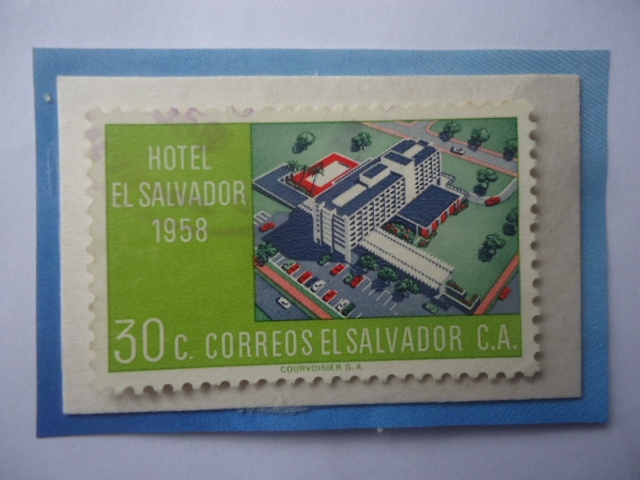 HOTEL
EL SALVADOR
1958
30 C. CORREOS EL SALVADOR C.A.
COURVOISIER S.A.